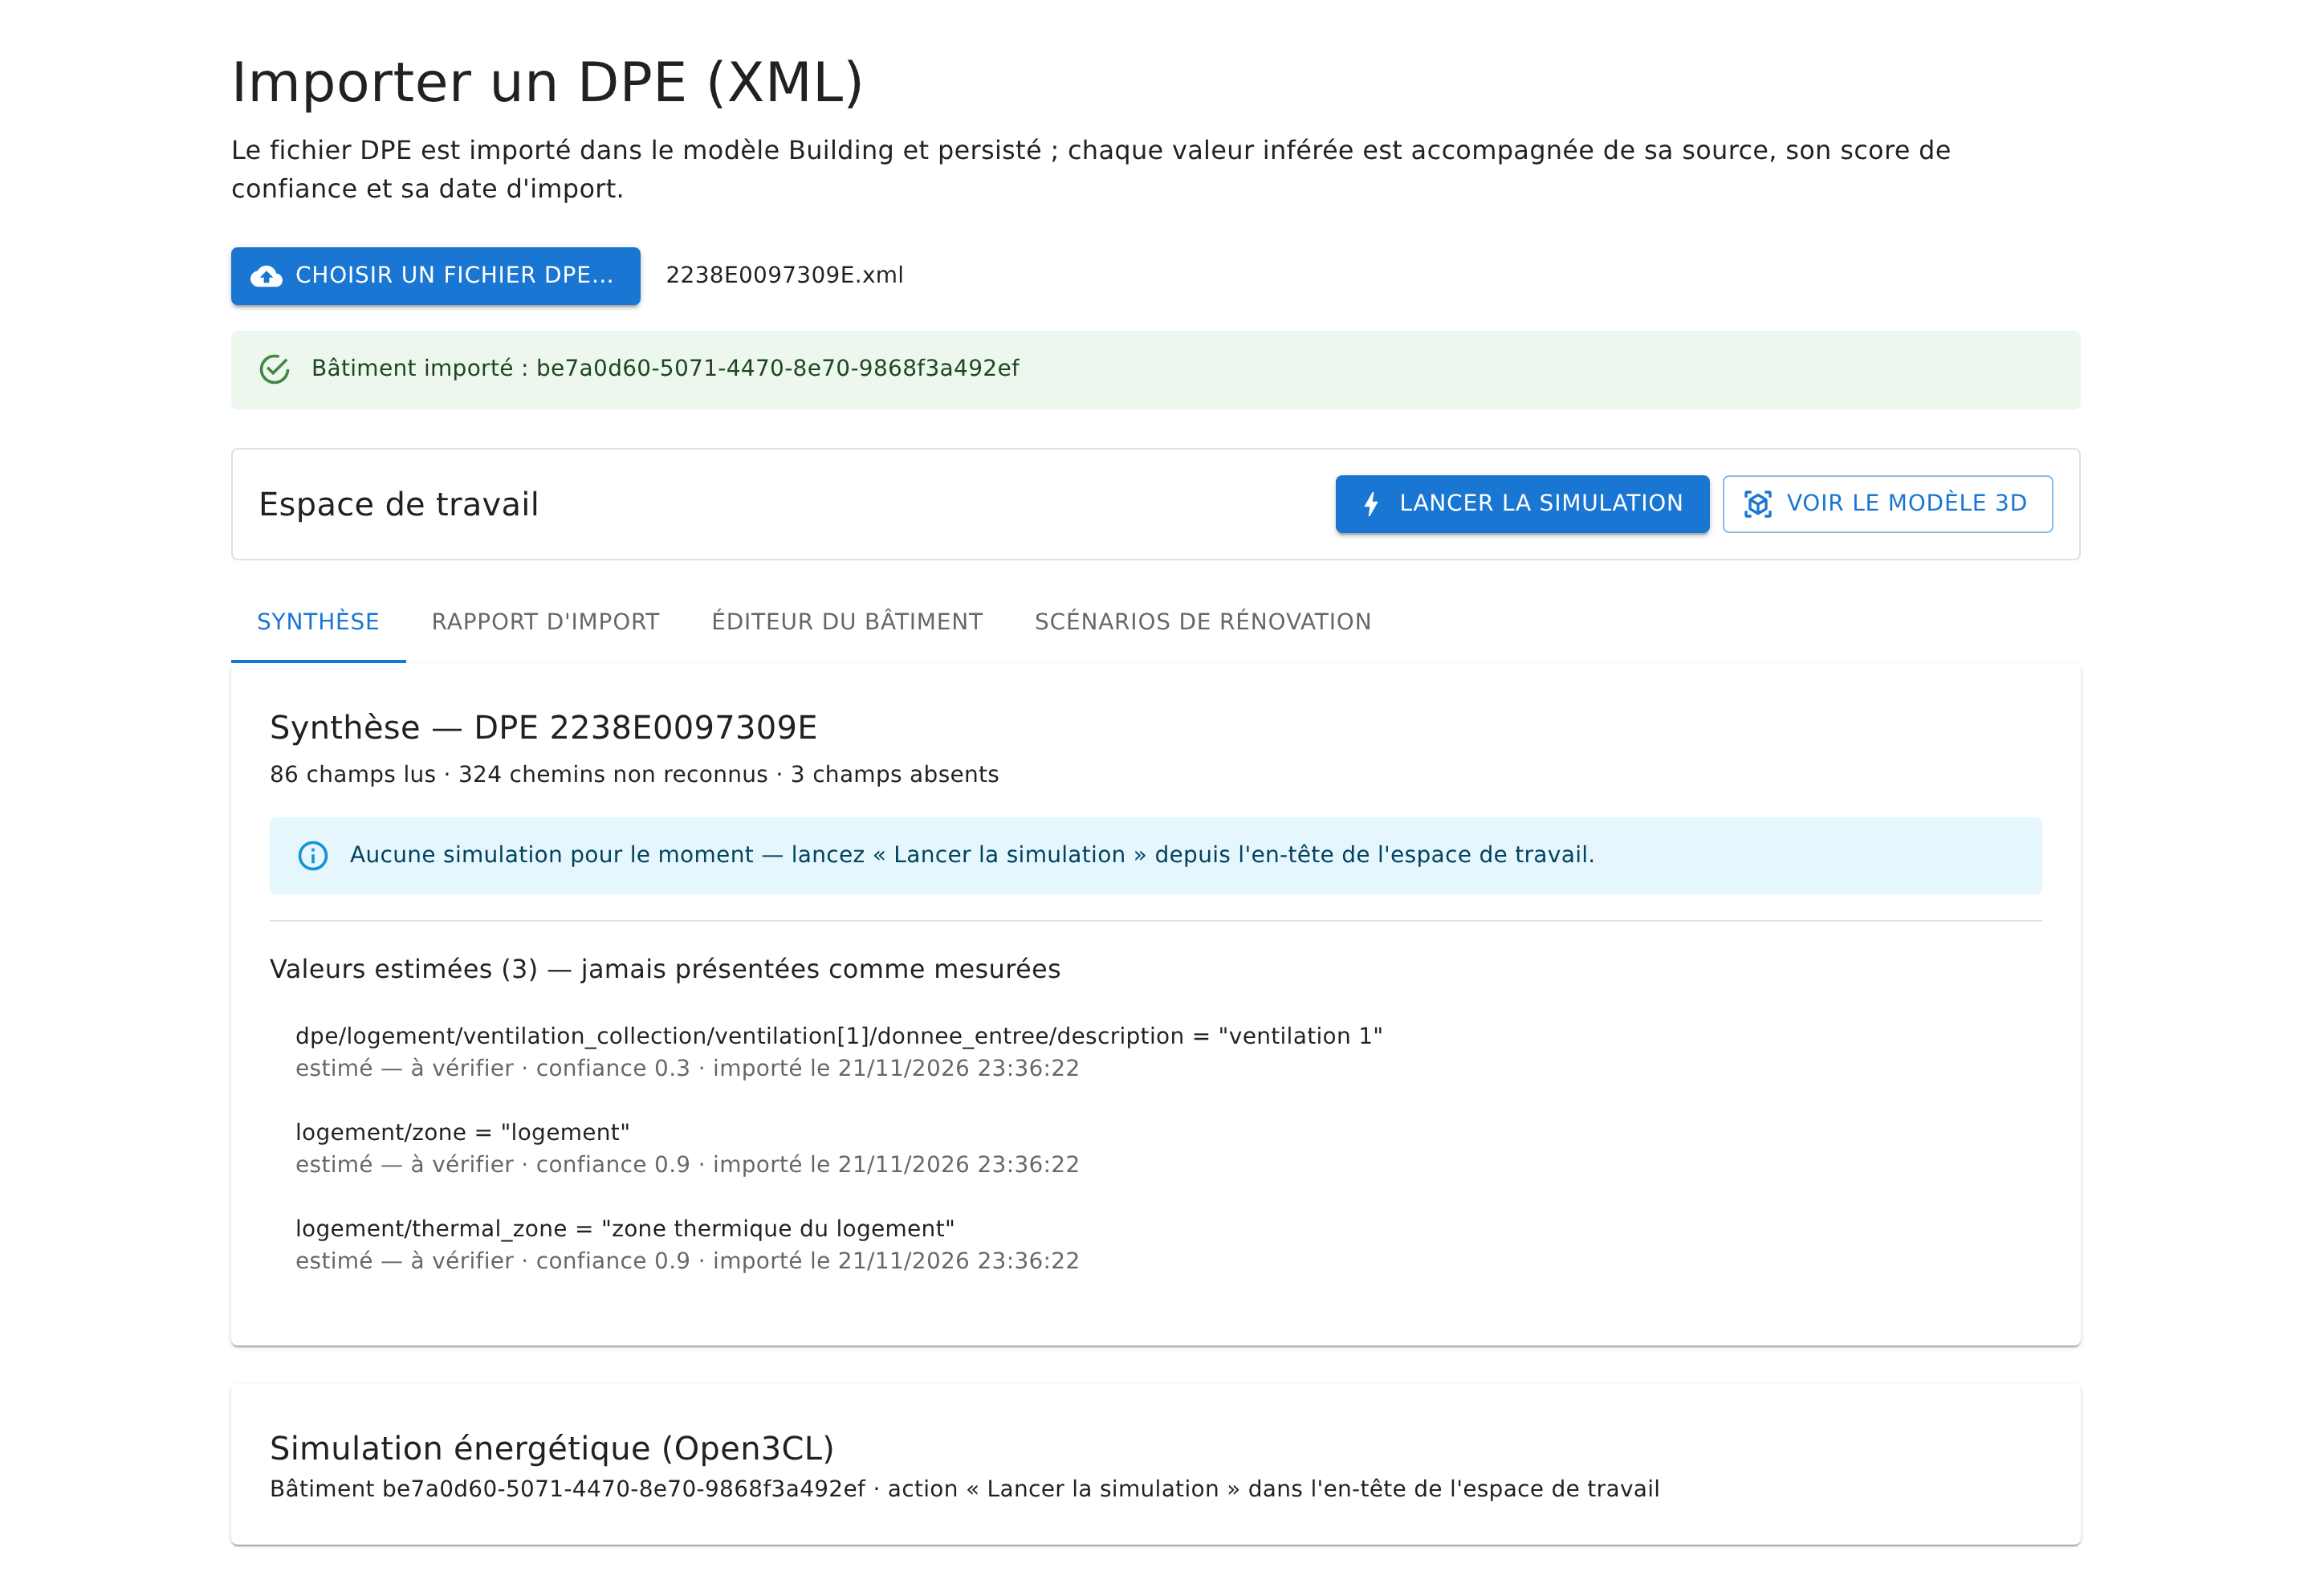 Importer un DPE (XML)
Le fichier DPE est importé dans le modèle Building et persisté ; chaque valeur inférée est accompagnée de sa source, son score de
confiance et sa date d'import.
CHOISIR UN FICHIER DPE…
2238E0097309E.xml
Bâtiment importé : be7a0d60-5071-4470-8e70-9868f3a492ef
Espace de travail
LANCER LA SIMULATION
VOIR LE MODÈLE 3D
SYNTHÈSE
RAPPORT D'IMPORT
ÉDITEUR DU BÂTIMENT
SCÉNARIOS DE RÉNOVATION
Synthèse — DPE 2238E0097309E
86 champs lus · 324 chemins non reconnus · 3 champs absents
Aucune simulation pour le moment — lancez « Lancer la simulation » depuis l'en-tête de l'espace de travail.
Valeurs estimées (3) — jamais présentées comme mesurées
dpe/logement/ventilation_collection/ventilation[1]/donnee_entree/description = "ventilation 1"
estimé — à vérifier · confiance 0.3 · importé le 21/11/2026 23:36:22
logement/zone = "logement"
estimé — à vérifier · confiance 0.9 · importé le 21/11/2026 23:36:22
logement/thermal_zone = "zone thermique du logement"
estimé — à vérifier · confiance 0.9 · importé le 21/11/2026 23:36:22
Simulation énergétique (Open3CL)
Bâtiment be7a0d60-5071-4470-8e70-9868f3a492ef · action « Lancer la simulation » dans l'en-tête de l'espace de travail